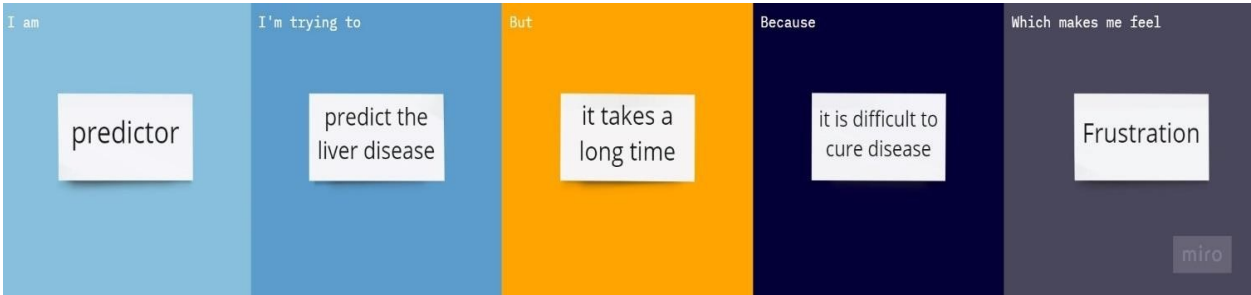 I am
predictor
I'm trying to
predict the
liver disease
But
it takes a
long time
Because
it is difficult to
cure disease
Which makes me feel
Frustration
miro